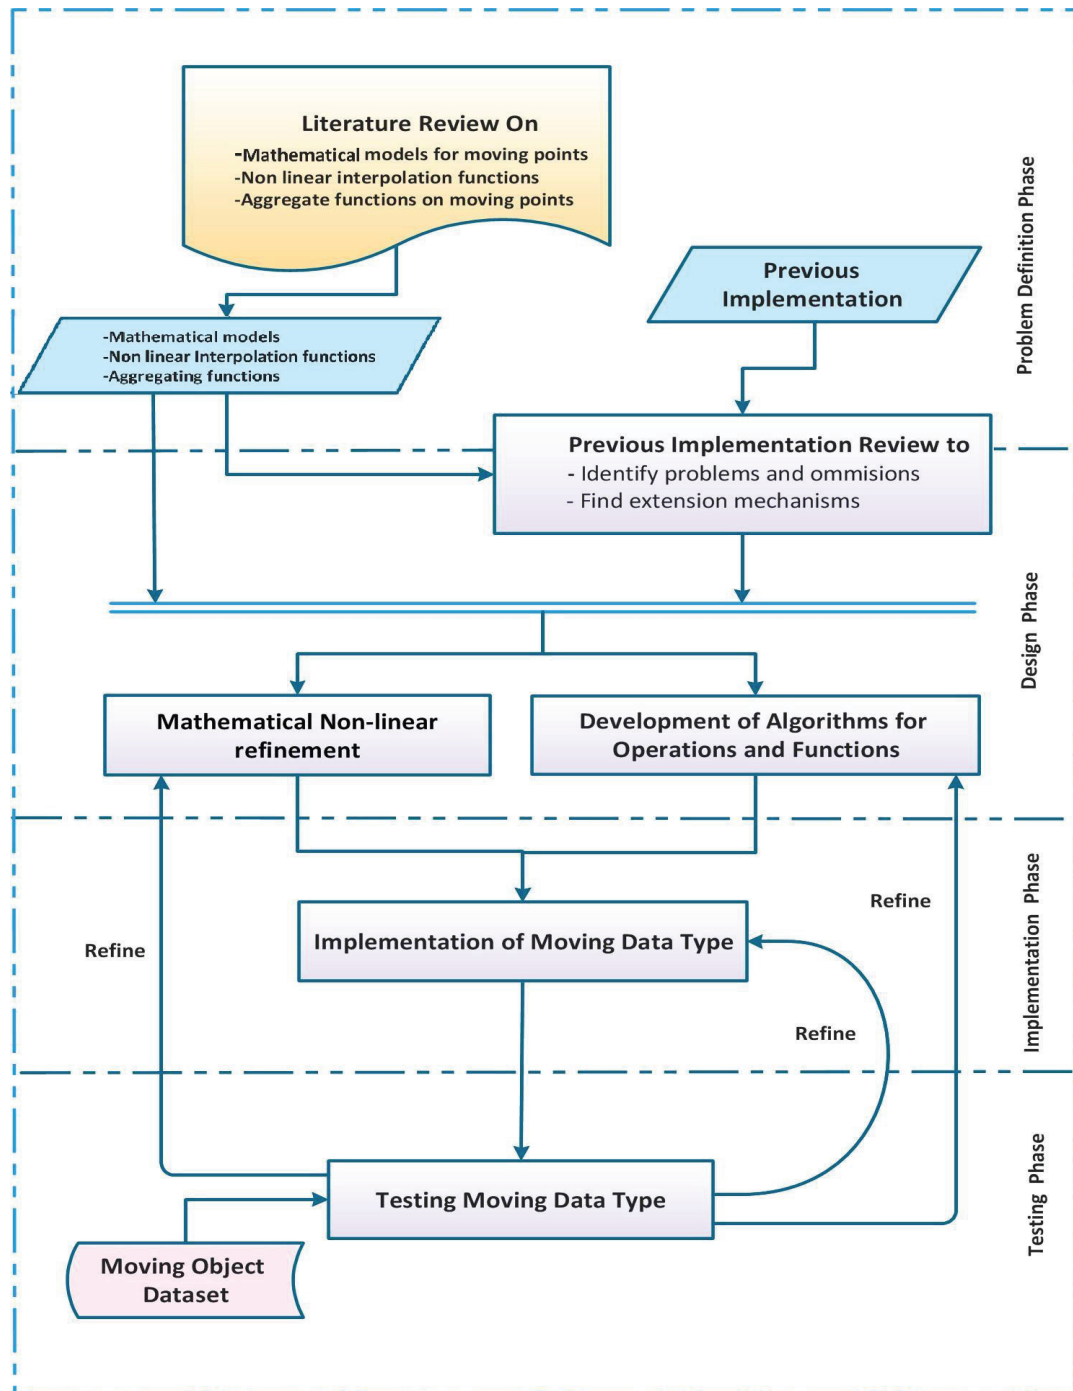 Literature Review On
-Mathematical models for moving points
-Non linear interpolation functions
-Aggregate functions on moving points
Problem Definition Phase
Previous
Implementation
-Mathematical models
-Non linear Interpolation functions
-Aggregating functions
Previous Implementation Review to
- Identify problems and ommisions
- Find extension mechanisms
Design Phase
Mathematical Non-linear
refinement
Development of Algorithms for
Operations and Functions
Implementation Phase
Refine
Implementation of Moving Data Type
Refine
Refine
Testing Phase
Testing Moving Data Type
Moving Object
Dataset